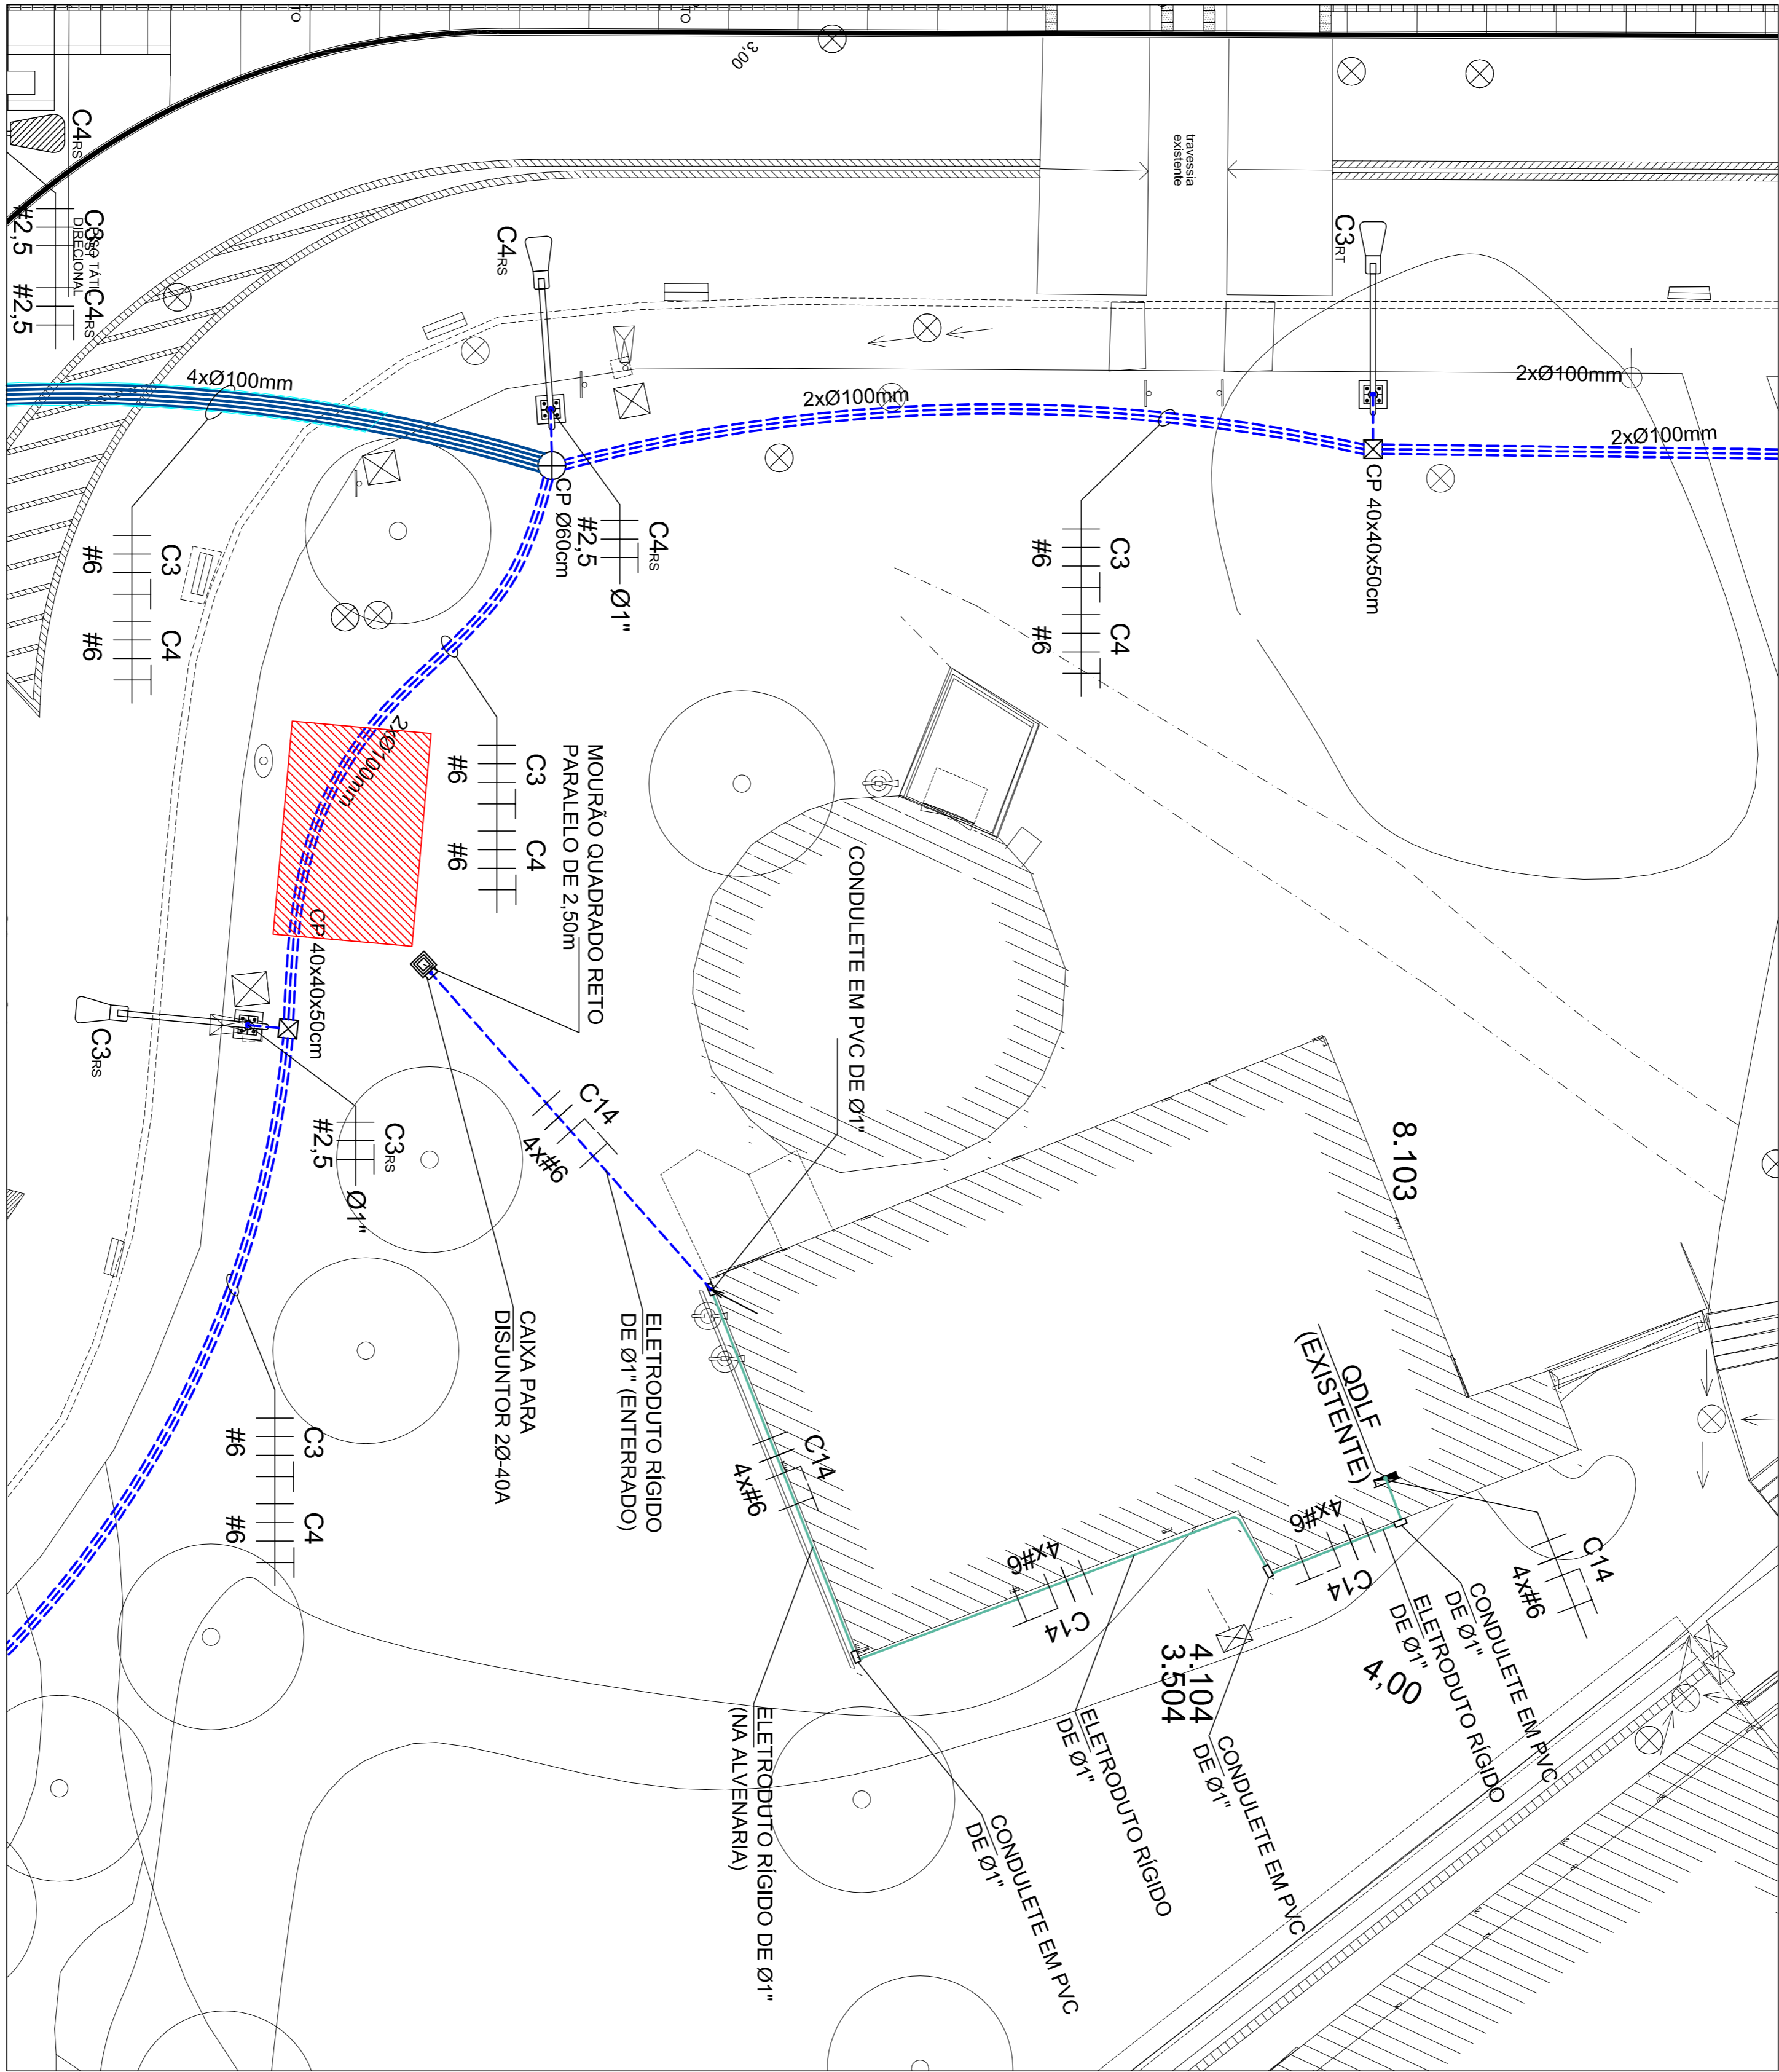 TO
TO
3,00
travessia
existente
C4RS
C4RS
C3RT
#2,5
DIRECIONAL
C4RS
#2,5
4xØ100mm
2xØ100mm
2xØ100mm
2xØ100mm
CP 40x40x50cm
CP Ø60cm
C4RS
#2,5
Ø1"
C3
#6
C4
#6
C3
#6
C4
#6
2xØ100mm
C3
#6
C4
#6
MOURÃO QUADRADO RETO
PARALELO DE 2,50m
CONDULETE EM PVC DE Ø1"
CP 40x40x50cm
C3RS
C3RS
#2,5
Ø1"
C14
4x#6
8.103
CAIXA PARA
DISJUNTOR 2Ø-40A
ELETRODUTO RÍGIDO
DE Ø1" (ENTERRADO)
QDLF
(EXISTENTE)
C3
#6
C4
#6
C14
4x#6
4x#6
C14
4x#6
C14
C14
4x#6
CONDULETE EM PVC
DE Ø1"
ELETRODUTO RÍGIDO
DE Ø1"
4,00
4.104
3.504
CONDULETE EM PVC
DE Ø1"
ELETRODUTO RÍGIDO
DE Ø1"
ELETRODUTO RÍGIDO DE Ø1"
(NA ALVENARIA)
CONDULETE EM PVC
DE Ø1"